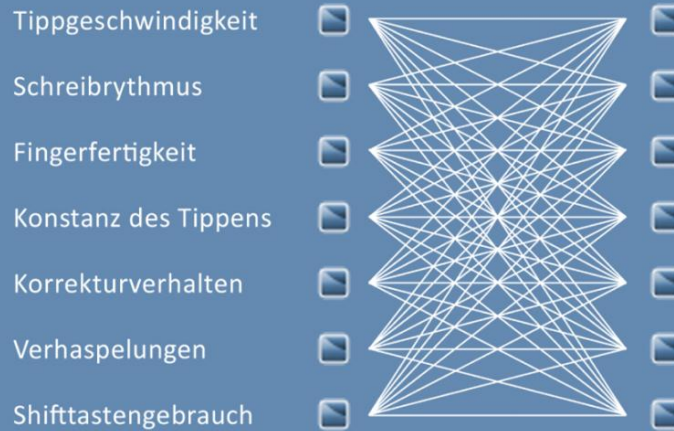 Tippgeschwindigkeit
Schreibrythmus
Fingerfertigkeit
Konstanz des Tippens
Korrekturverhalten
Verhaspelungen
Shifttastengebrauch